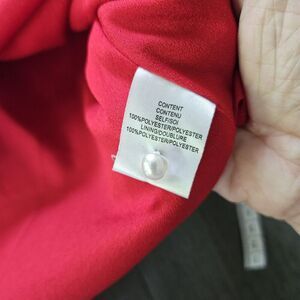 CONTENT
CONTENU
SELF/SOI
100%POLYESTER/POLYESTER
LINING/DOUBLURE
100%POLYESTER/POLYESTER